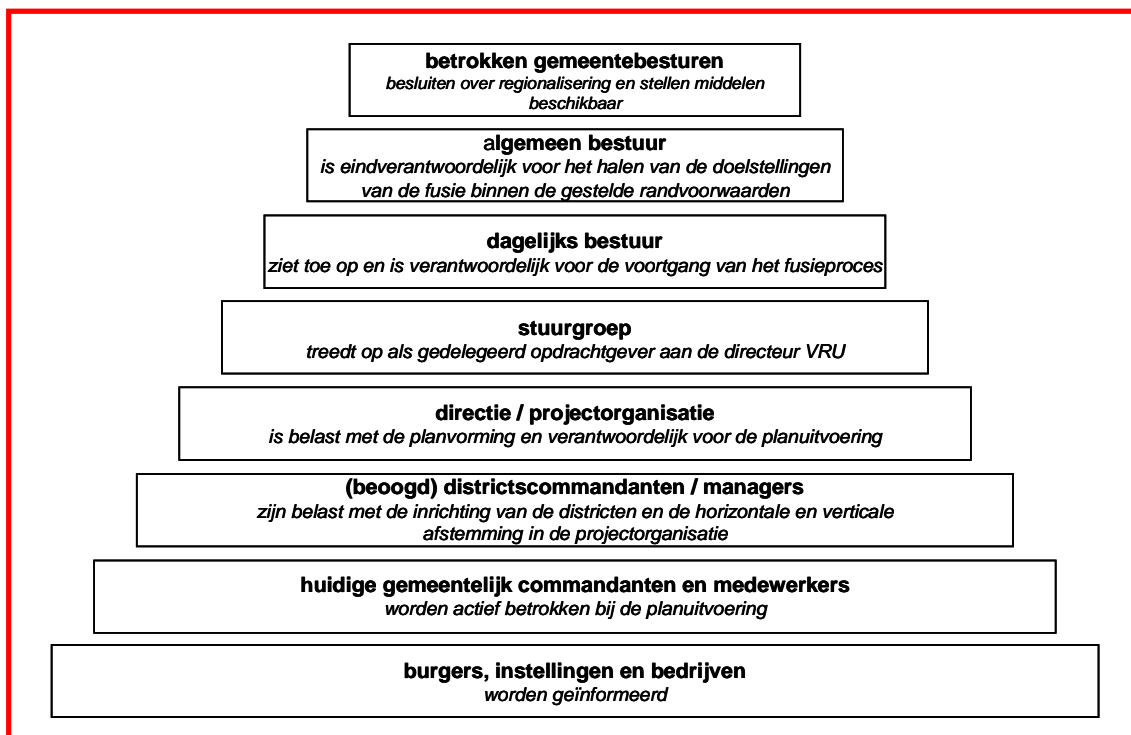 betrokken gemeentebesturen
besluiten over regionalisering en stellen middelen
beschikbaar
algemeen bestuur
is eindverantwoordelijk voor het halen van de doelstellingen
van de fusie binnen de gestelde randvoorwaarden
dagelijks bestuur
ziet toe op en is verantwoordelijk voor de voortgang van het fusieproces
stuurgroep
treedt op als gedelegeerd opdrachtgever aan de directeur VRU
directie / projectorganisatie
is belast met de planvorming en verantwoordelijk voor de planuitvoering
(beoogd) districtscommandanten / managers
zijn belast met de inrichting van de districten en de horizontale en verticale
afstemming in de projectorganisatie
huidige gemeentelijk commandanten en medewerkers
worden actief betrokken bij de planuitvoering
burgers, instellingen en bedrijven
worden geïnformeerd